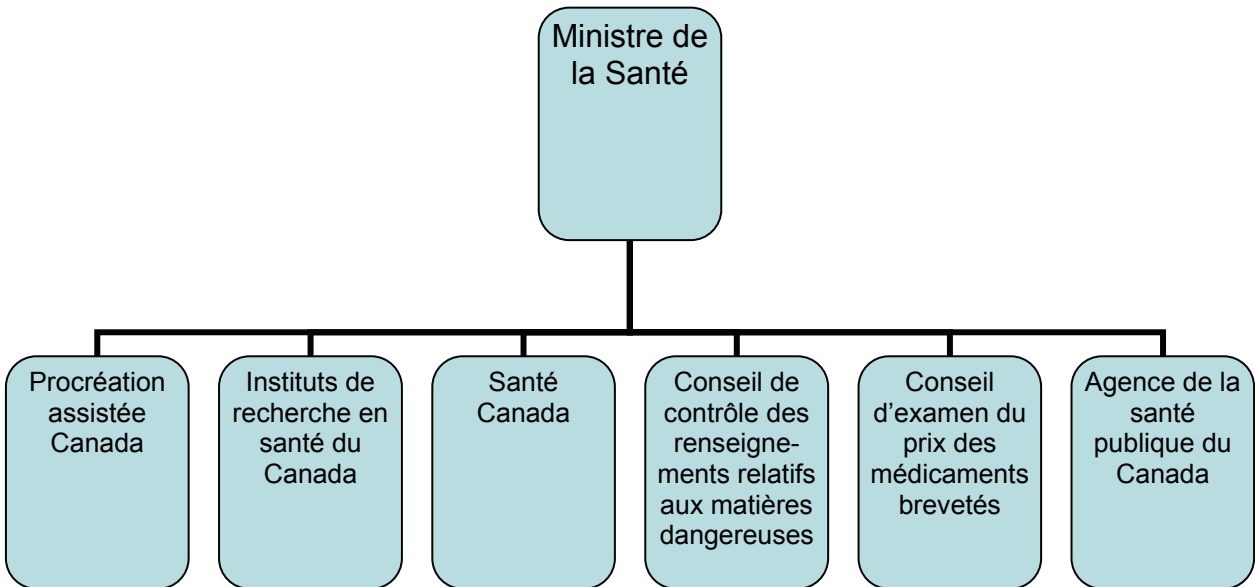 Ministre de
la Santé
Procréation
assistée
Canada
Instituts de
recherche en
santé du
Canada
Santé
Canada
Conseil de
contrôle des
renseigne-
ments relatifs
aux matières
dangereuses
Conseil
d’examen du
prix des
médicaments
brevetés
Agence de la
santé
publique du
Canada